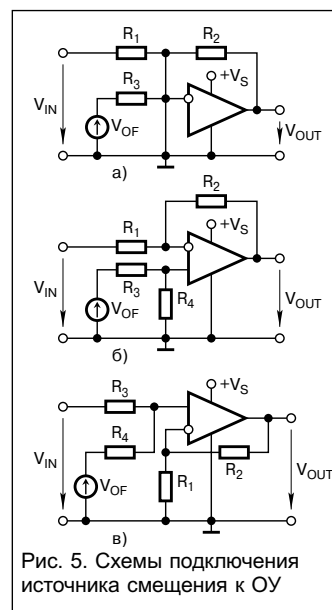 R1 R2
+VS
R3
VIN
VOF
VOUT
а)
R2
+VS
R1
VIN
R3
R4
VOF
VOUT
б)
+VS
R3
VIN
R4
R2
VOUT
R1
VOF
в)
Рис. 5. Схемы подключения
источника смещения к ОУ